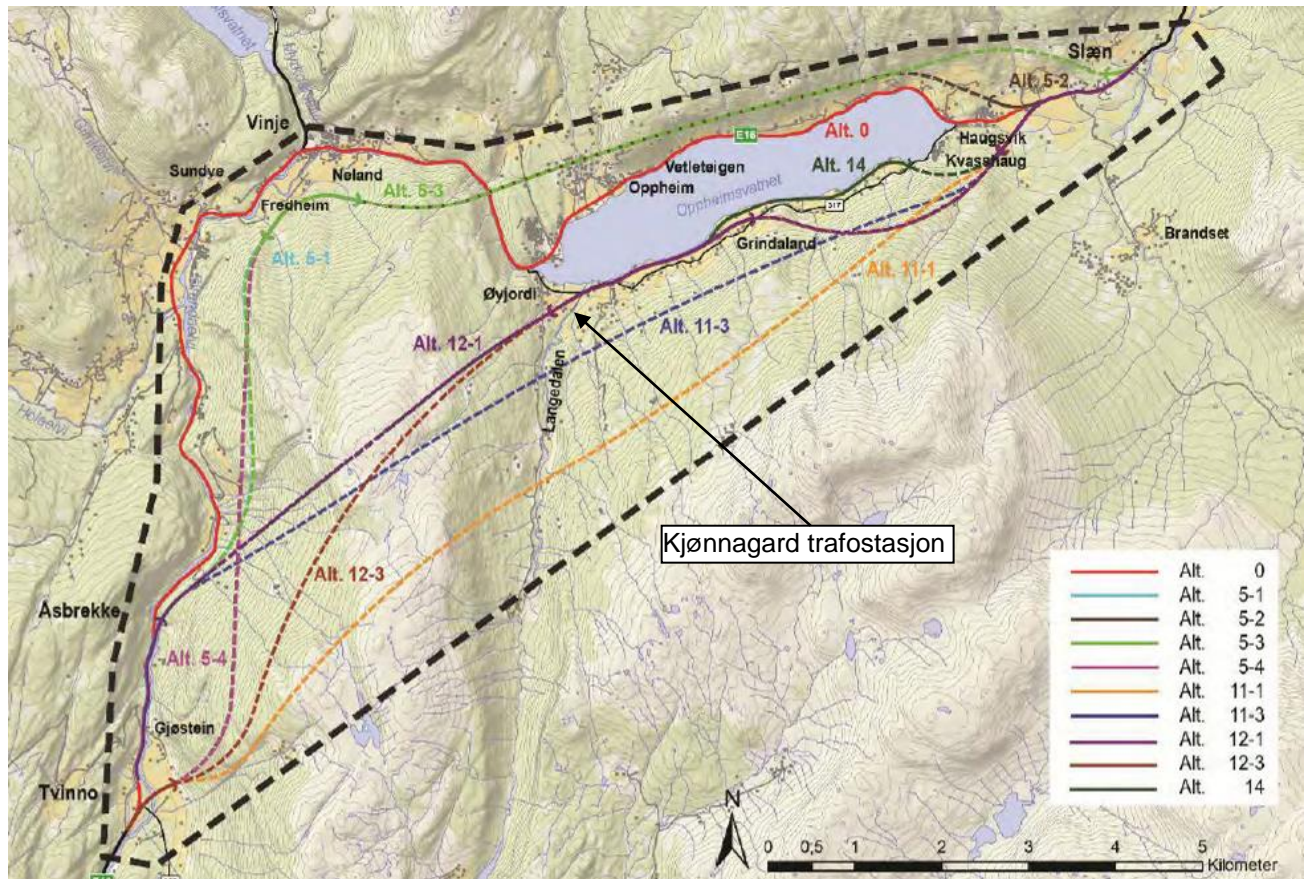 Slæn
Alt. 5-2
E16
Alt. 0
Vinje
Haugsvik
Kvasshaug
Sundve
Nøland
Vetleteigen
Oppheim
Alt. 14
Alt. 5-3
Oppheimsvatnet
Fredheim
317
Brandset
Alt. 5-1
Grindaland
Alt. 11-1
Øyjordi
Alt. 11-3
Alt. 12-1
Langedalen
Kjønnagard trafostasjon
Alt. 12-3
Åsbrekke
Alt. 5-4
Gjøstein
Tvinno
Alt. 0
Alt. 5-1
Alt. 5-2
Alt. 5-3
Alt. 5-4
Alt. 11-1
Alt. 11-3
Alt. 12-1
Alt. 12-3
Alt. 14
N
0 0,5 1 2 3 4 5
Kilometer